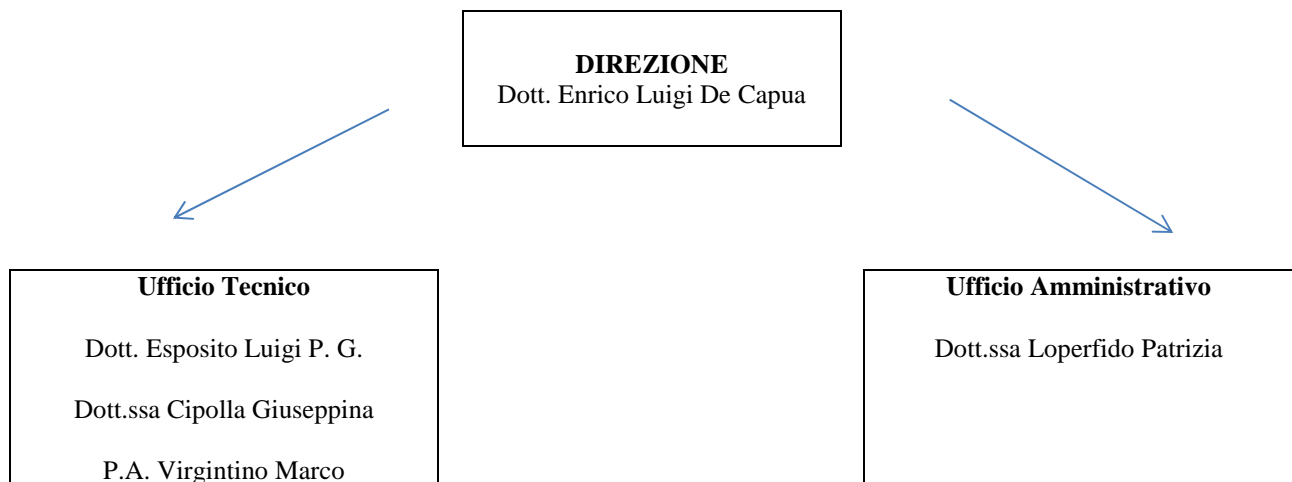 DIREZIONE
Dott. Enrico Luigi De Capua
Ufficio Tecnico
Dott. Esposito Luigi P. G.
Dott.ssa Cipolla Giuseppina
P.A. Virgintino Marco
Ufficio Amministrativo
Dott.ssa Loperfido Patrizia